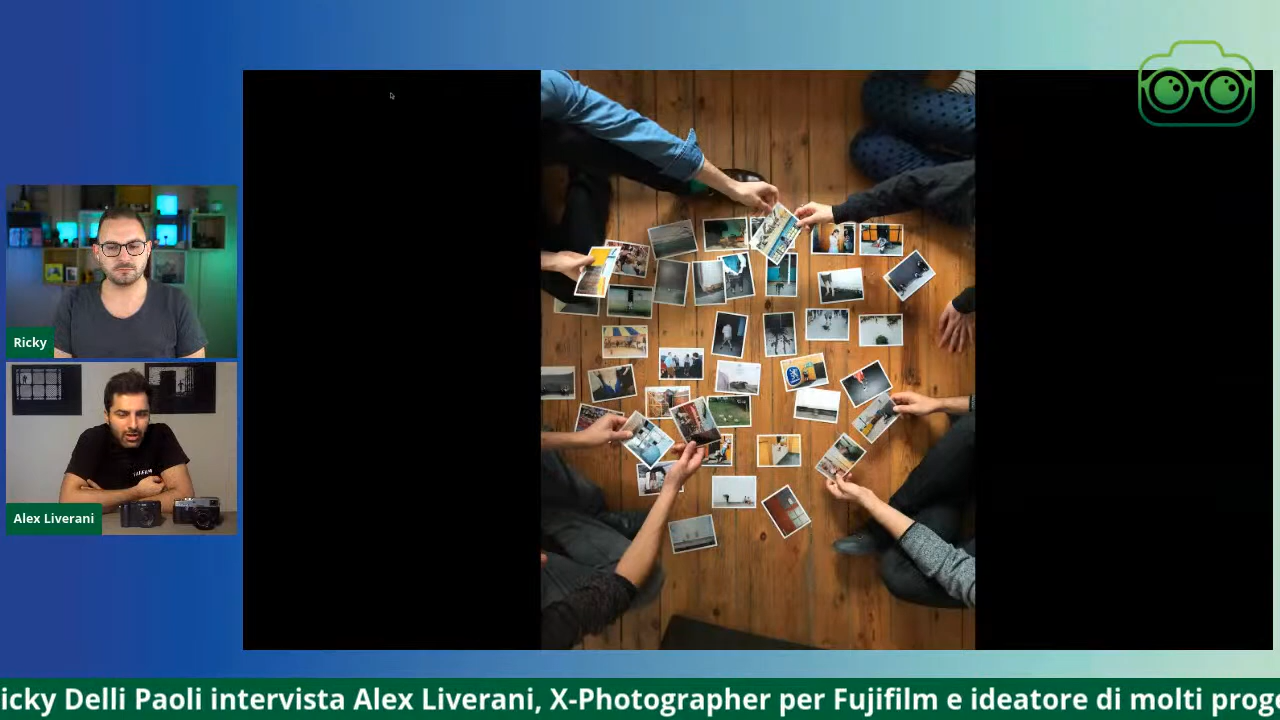 Ricky
Alex Liverani
icky Delli Paoli intervista Alex Liverani, X-Photographer per Fujifilm e ideatore di molti proge